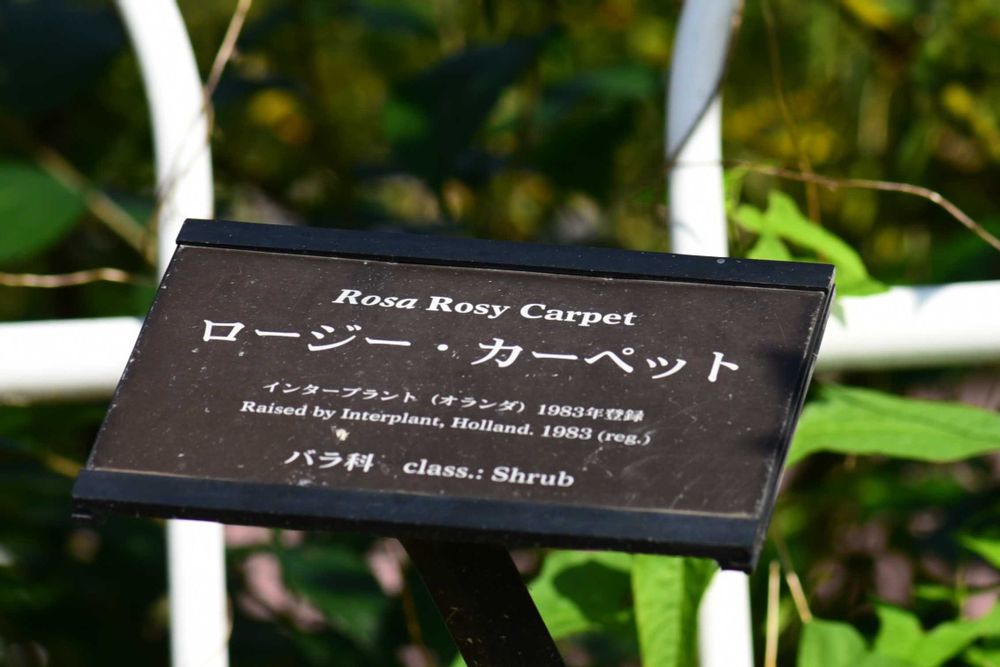 Rosa Rosy Carpet
ロージー・カーペット
インタープラント（オランダ）1983年登録
Raised by Interplant, Holland. 1983 (reg.)
バラ科　class.: Shrub